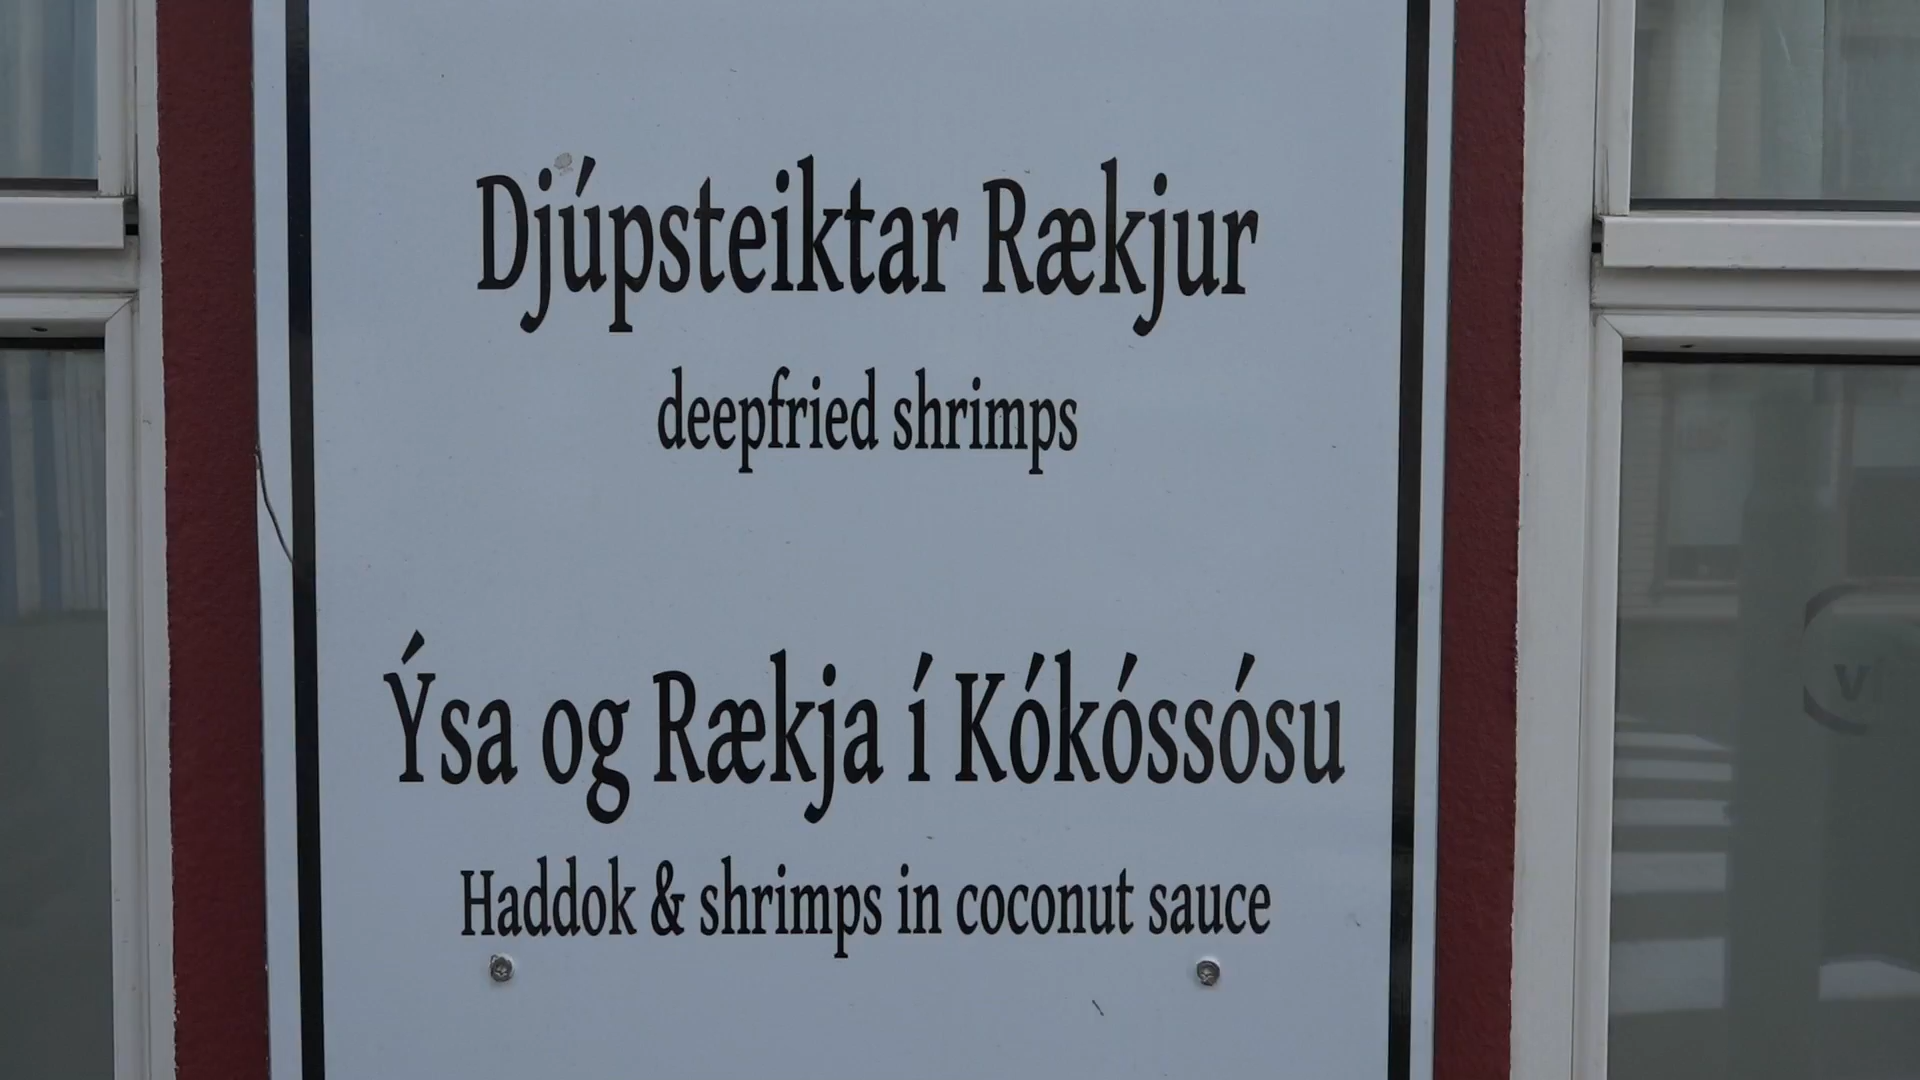 Djúpsteiktar Rækjur
deepfried shrimps
Ýsa og Rækja í Kókóssósu
Haddok & shrimps in coconut sauce